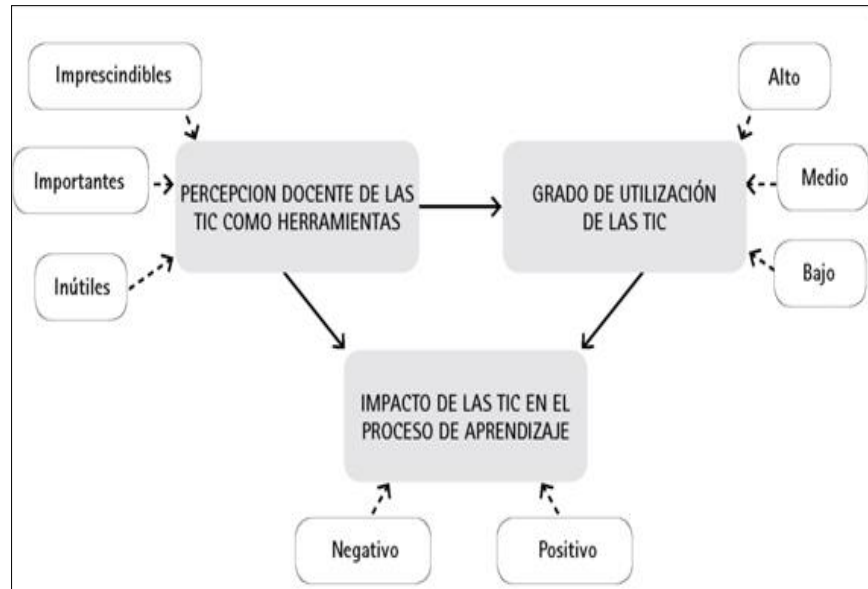 Imprescindibles
Importantes
Inútiles
PERCEPCION DOCENTE DE LAS
TIC COMO HERRAMIENTAS
GRADO DE UTILIZACIÓN
DE LAS TIC
Alto
Medio
Bajo
IMPACTO DE LAS TIC EN EL
PROCESO DE APRENDIZAJE
Negativo
Positivo